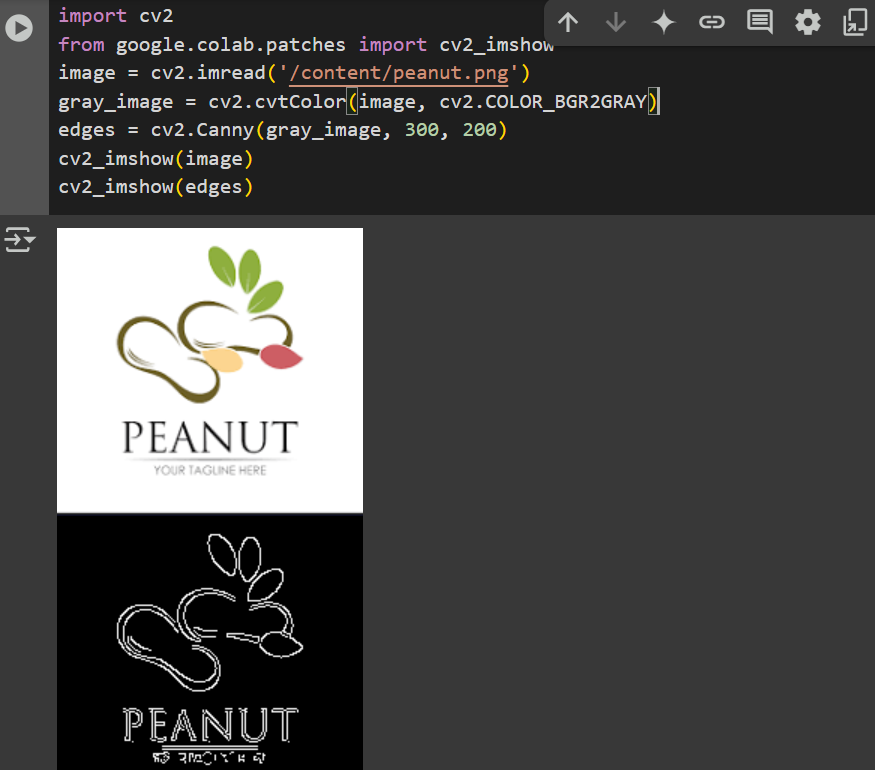 import cv2
from google.colab.patches import cv2_imshow
image = cv2.imread('/content/peanut.png')
gray_image = cv2.cvtColor(image, cv2.COLOR_BGR2GRAY)
edges = cv2.Canny(gray_image, 300, 200)
cv2_imshow(image)
cv2_imshow(edges)
PEANUT
YOUR TAGLINE HERE
PEANUT